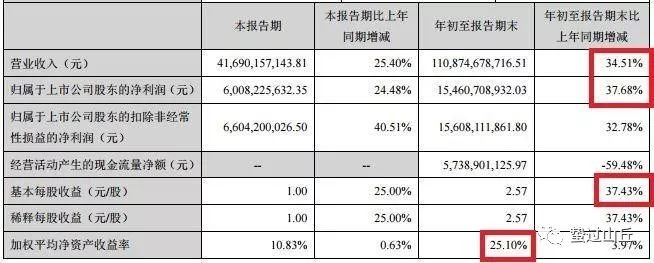 本报告期 本报告期比上年 年初至报告期末 年初至报告期末比
同期增减 上年同期增减
营业收入（元） 41,690,157,143.81 25.40% 110,874,678,716.51 34.51%
归属于上市公司股东的净利润（元） 6,008,225,632.35 24.48% 15,460,708,932.03 37.68%
归属于上市公司股东的扣除非经常 6,604,200,026.50 40.51% 15,608,111,861.80 32.78%
性损益的净利润（元）
经营活动产生的现金流量净额（元） -- -- 5,738,901,125.97 -59.48%
基本每股收益（元/股） 1.00 25.00% 2.57 37.43%
稀释每股收益（元/股） 1.00 25.00% 2.57 37.43%
加权平均净资产收益率 10.83% 0.63% 25.10% 3.97%
蛰过山丘